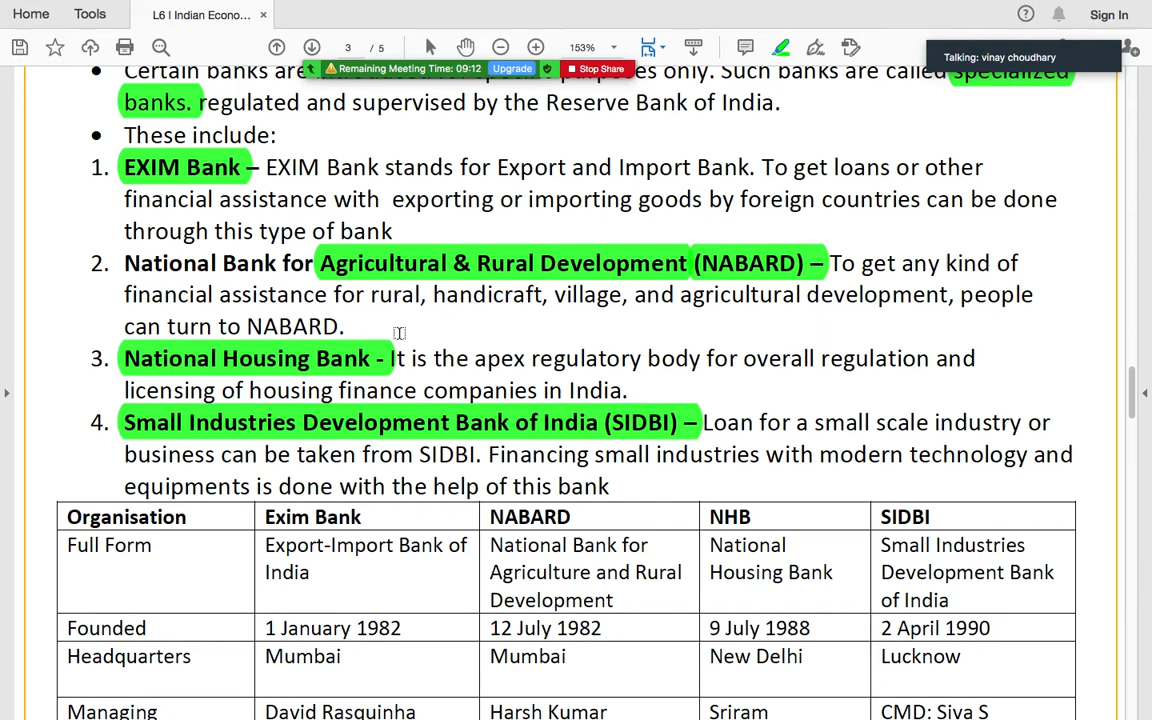 Home Tools L6 I Indian Econo... × Sign In
3 / 5 153%
Talking: vinay choudhary
Remaining Meeting Time: 09:12 Upgrade Stop Share
• Certain banks are only. Such banks are called specialized
banks. regulated and supervised by the Reserve Bank of India.
• These include:
1. EXIM Bank – EXIM Bank stands for Export and Import Bank. To get loans or other
financial assistance with exporting or importing goods by foreign countries can be done
through this type of bank
2. National Bank for Agricultural & Rural Development (NABARD) – To get any kind of
financial assistance for rural, handicraft, village, and agricultural development, people
can turn to NABARD.
3. National Housing Bank - It is the apex regulatory body for overall regulation and
licensing of housing finance companies in India.
4. Small Industries Development Bank of India (SIDBI) – Loan for a small scale industry or
business can be taken from SIDBI. Financing small industries with modern technology and
equipments is done with the help of this bank
Organisation Exim Bank NABARD NHB SIDBI
Full Form Export-Import Bank of National Bank for National Small Industries
India Agriculture and Rural Housing Bank Development Bank
Development of India
Founded 1 January 1982 12 July 1982 9 July 1988 2 April 1990
Headquarters Mumbai Mumbai New Delhi Lucknow
Managing David Rasquinha Harsh Kumar Sriram CMD: Siva S